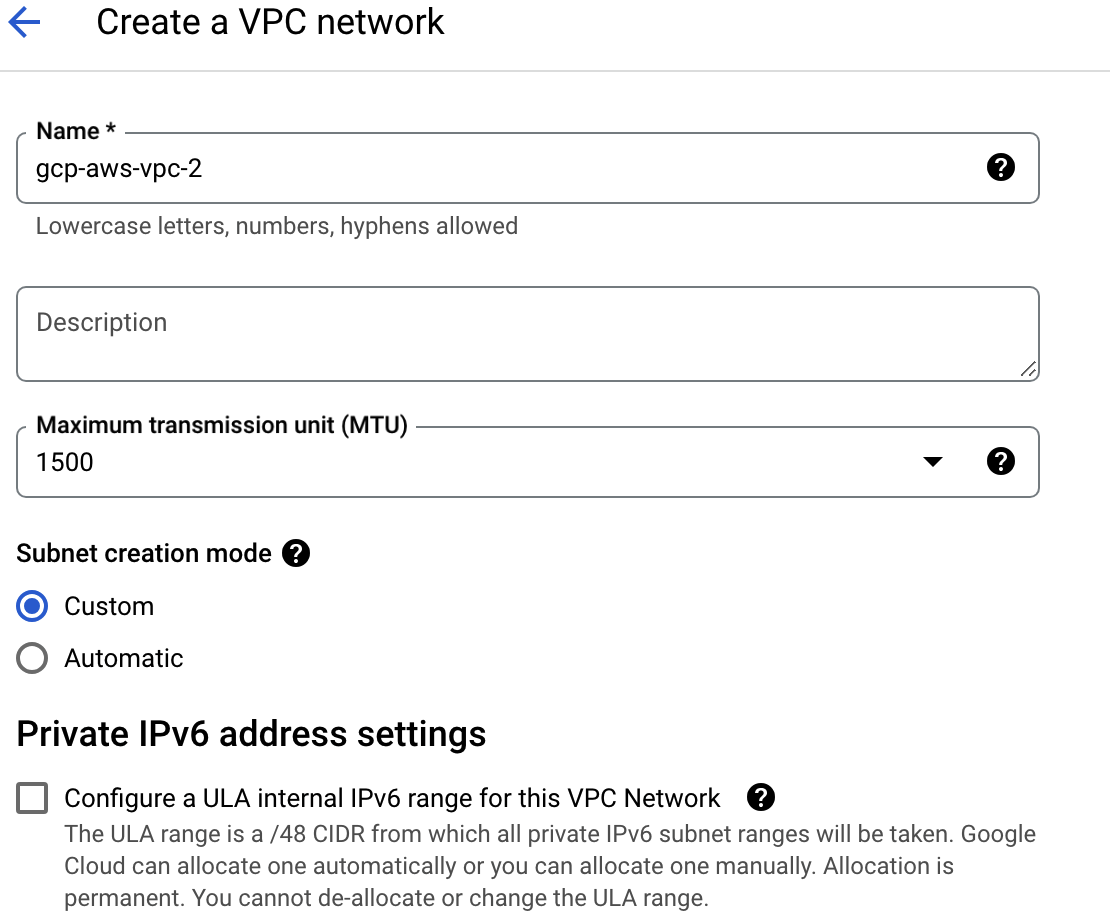 Create a VPC network
Name *
gcp-aws-vpc-2
Lowercase letters, numbers, hyphens allowed
Description
Maximum transmission unit (MTU)
1500
Subnet creation mode
Custom
Automatic
Private IPv6 address settings
Configure a ULA internal IPv6 range for this VPC Network
The ULA range is a /48 CIDR from which all private IPv6 subnet ranges will be taken. Google
Cloud can allocate one automatically or you can allocate one manually. Allocation is
permanent. You cannot de-allocate or change the ULA range.